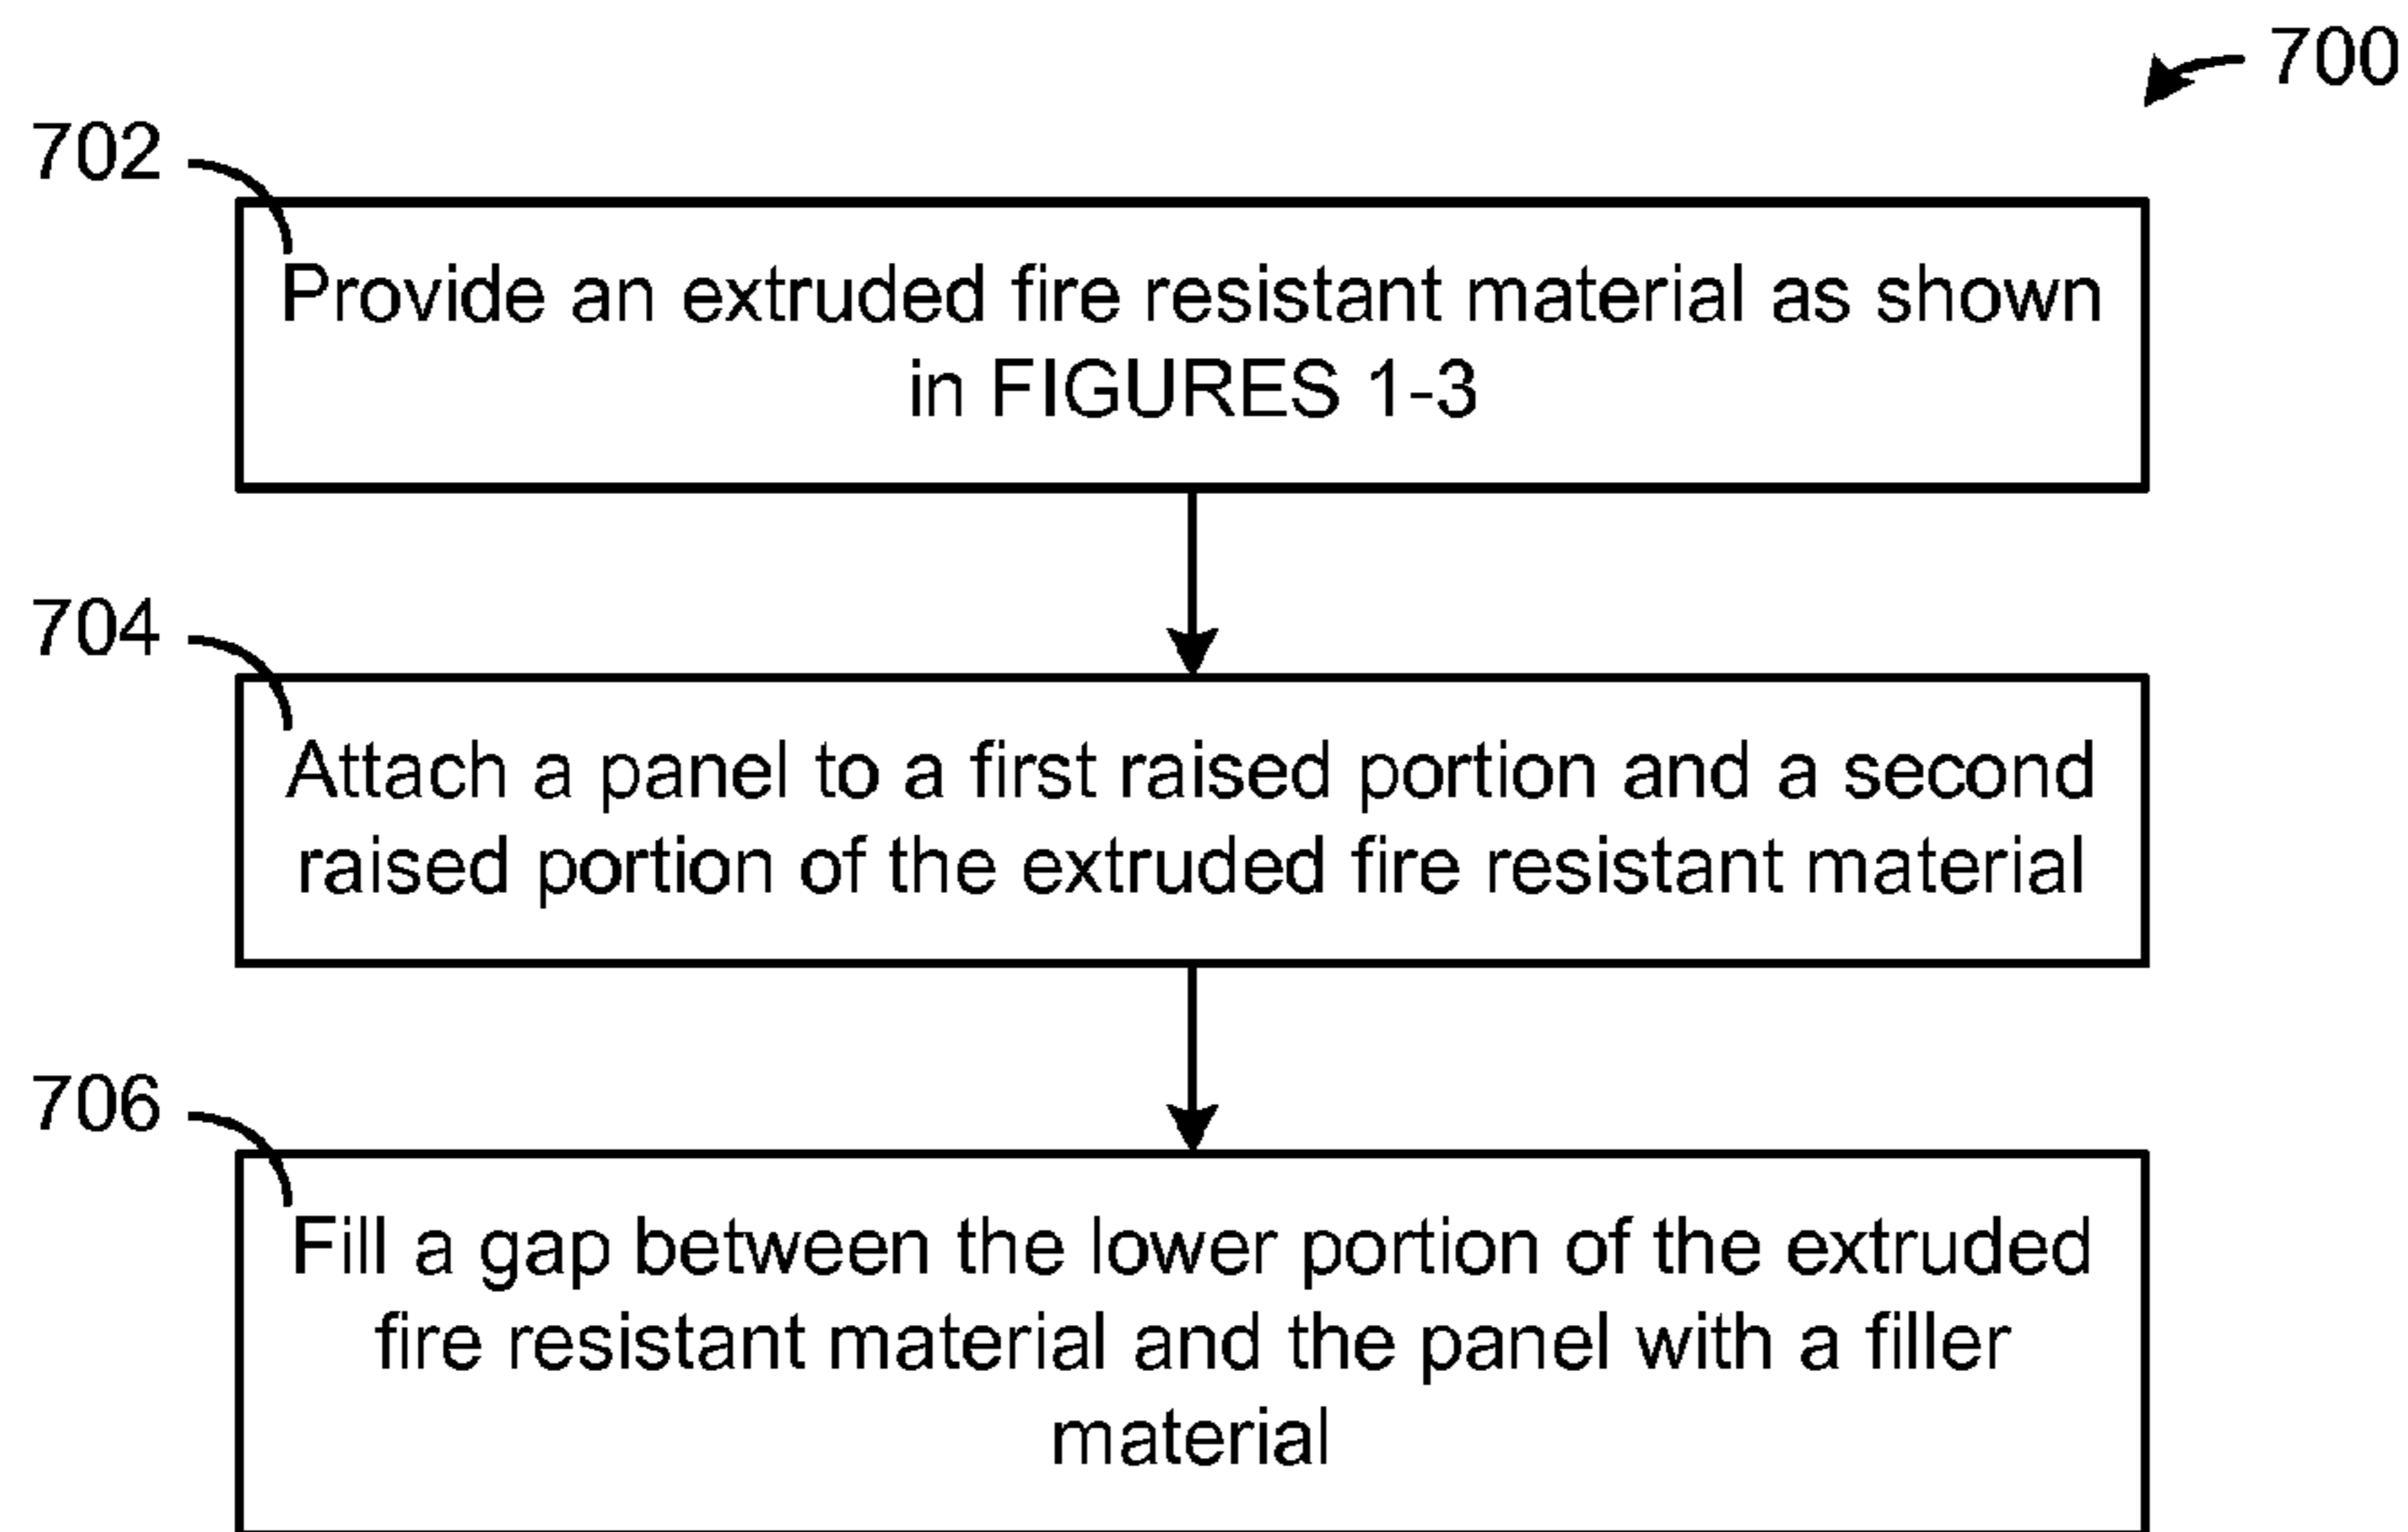 700
702
Provide an extruded fire resistant material as shown
in FIGURES 1-3
704
Attach a panel to a first raised portion and a second
raised portion of the extruded fire resistant material
706
Fill a gap between the lower portion of the extruded
fire resistant material and the panel with a filler
material